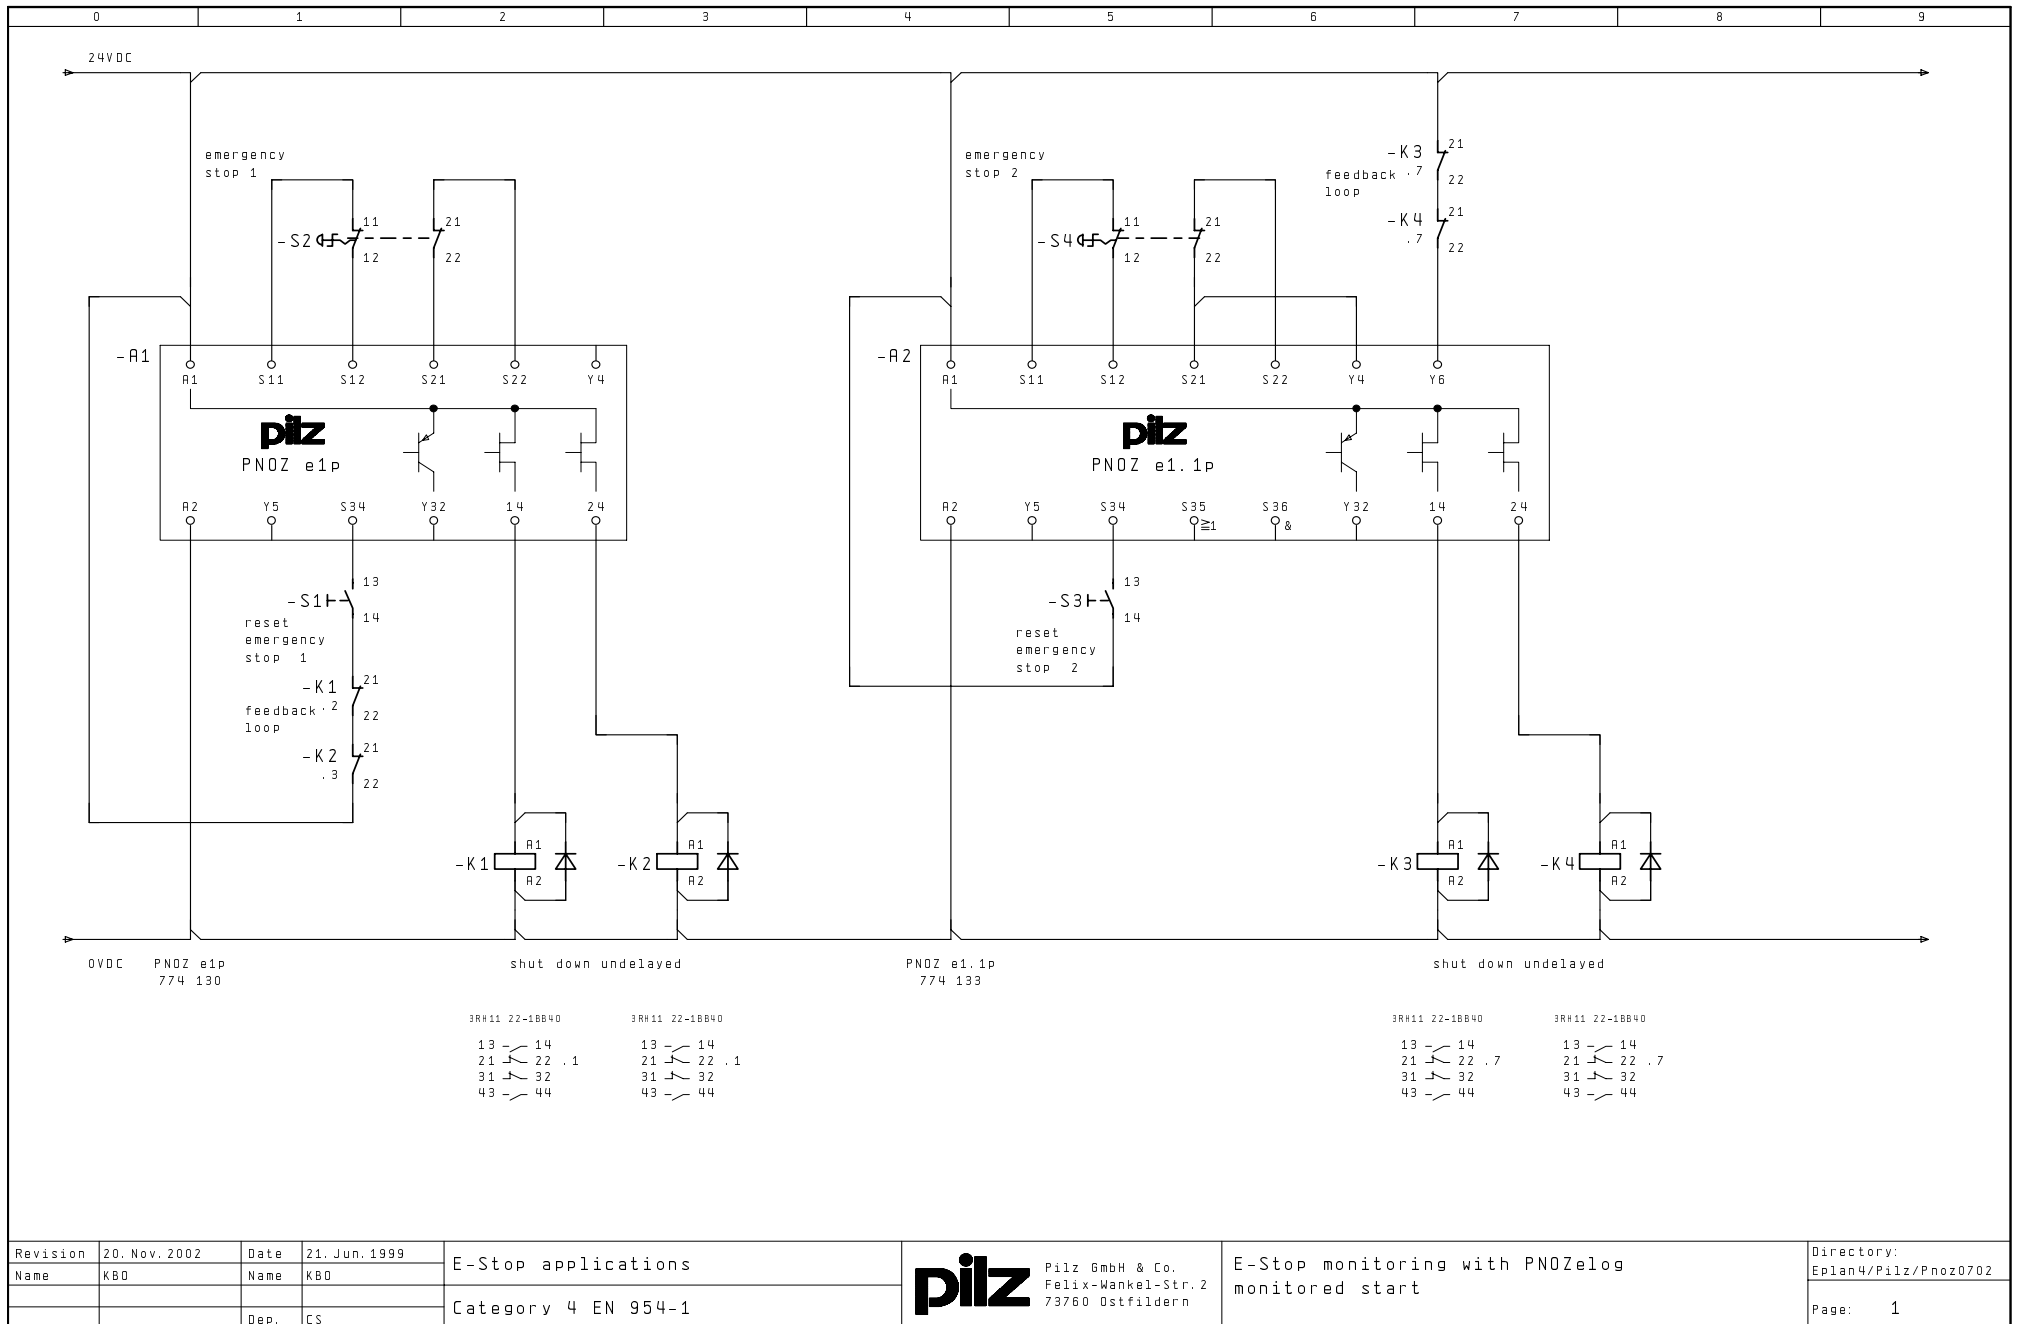 0 1 2 3 4 5 6 7 8 9
24VDC
emergency
stop 1
-S2
11
12
21
22
emergency
stop 2
-S4
11
12
21
22
-K3
.7
21
22
feedback
loop
-K4
.7
21
22
-A1
A1 S11 S12 S21 S22 Y4
pilz
PNOZ e1p
A2 Y5 S34 Y32 14 24
-A2
A1 S11 S12 S21 S22 Y4 Y6
pilz
PNOZ e1.1p
A2 Y5 S34 S35 S36 Y32 14 24
≧1 &
-S1
13
14
reset
emergency
stop 1
-K1
.2
21
22
feedback
loop
-K2
.3
21
22
-S3
13
14
reset
emergency
stop 2
-K1
A1
A2
-K2
A1
A2
-K3
A1
A2
-K4
A1
A2
0VDC
PNOZ e1p
774 130
shut down undelayed
PNOZ e1.1p
774 133
shut down undelayed
3RH11 22-1BB40
13 14
21 22 .1
31 32
43 44
3RH11 22-1BB40
13 14
21 22 .1
31 32
43 44
3RH11 22-1BB40
13 14
21 22 .7
31 32
43 44
3RH11 22-1BB40
13 14
21 22 .7
31 32
43 44
Revision 20.Nov.2002 Date 21.Jun.1999
Name KBO Name KBO
Dep. CS
E-Stop applications
Category 4 EN 954-1
pilz
Pilz GmbH & Co.
Felix-Wankel-Str.2
73760 Ostfildern
E-Stop monitoring with PNOZelog
monitored start
Directory:
Eplan4/Pilz/Pnoz0702
Page: 1